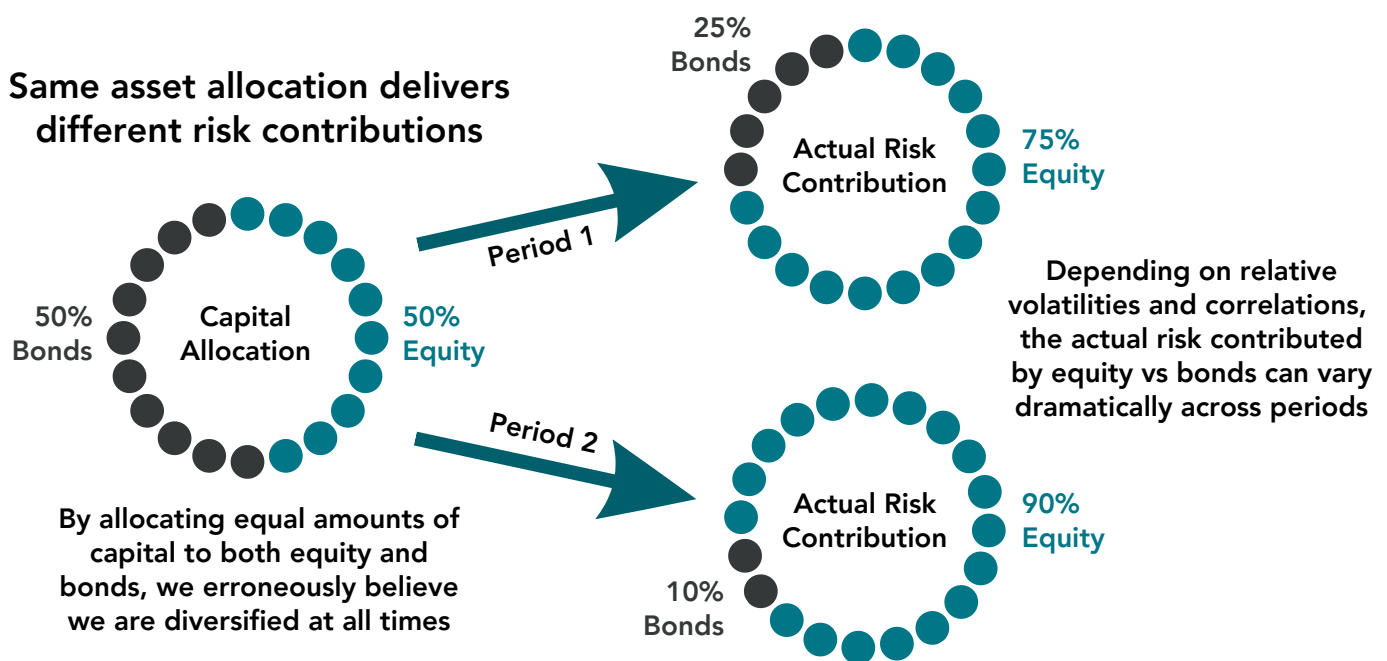 Same asset allocation delivers
different risk contributions
50%
Bonds
Capital
Allocation
50%
Equity
By allocating equal amounts of
capital to both equity and
bonds, we erroneously believe
we are diversified at all times
Period 1
25%
Bonds
Actual Risk
Contribution
75%
Equity
Period 2
10%
Bonds
Actual Risk
Contribution
90%
Equity
Depending on relative
volatilities and correlations,
the actual risk contributed
by equity vs bonds can vary
dramatically across periods